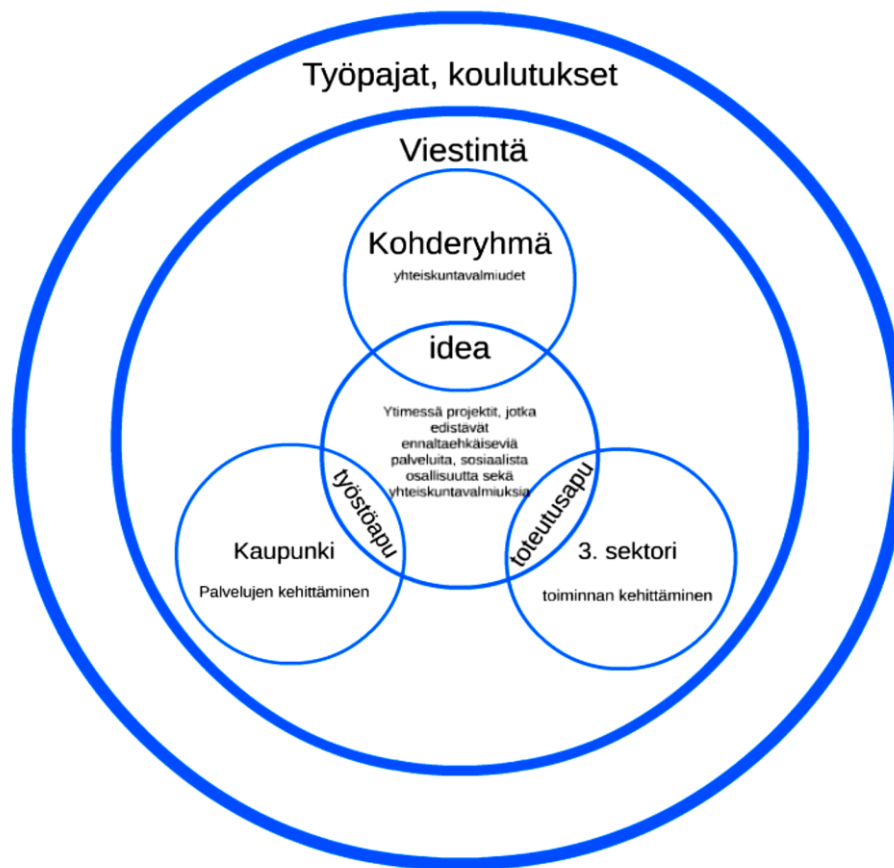 Työpajat, koulutukset
Viestintä
Kohderyhmä
yhteiskuntavalmiudet
idea
Ytimessä projektit, jotka
edistävät
ennaltaehkäiseviä
palveluita, sosiaalista
osallisuutta sekä
yhteiskuntavalmiuksia
työstöapu
toteutusapu
Kaupunki
Palvelujen kehittäminen
3. sektori
toiminnan kehittäminen